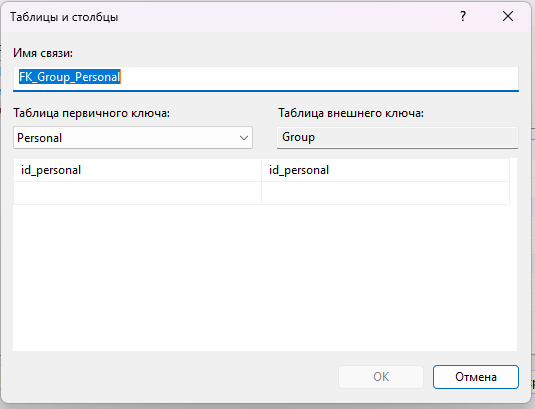 Таблицы и столбцы
?
Имя связи:
FK_Group_Personal
Таблица первичного ключа:
Таблица внешнего ключа:
Personal
Group
id_personal
id_personal
OK
Отмена